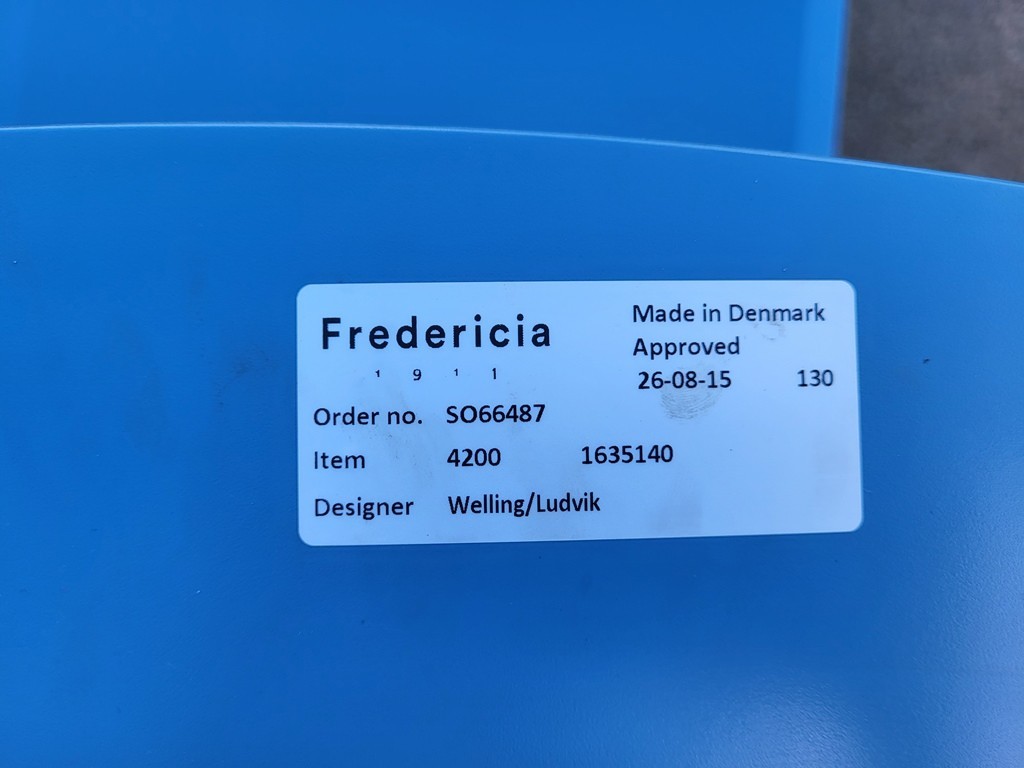 Fredericia
1 9 1 1
Made in Denmark
Approved
26-08-15 130
Order no. SO66487
Item 4200 1635140
Designer Welling/Ludvik